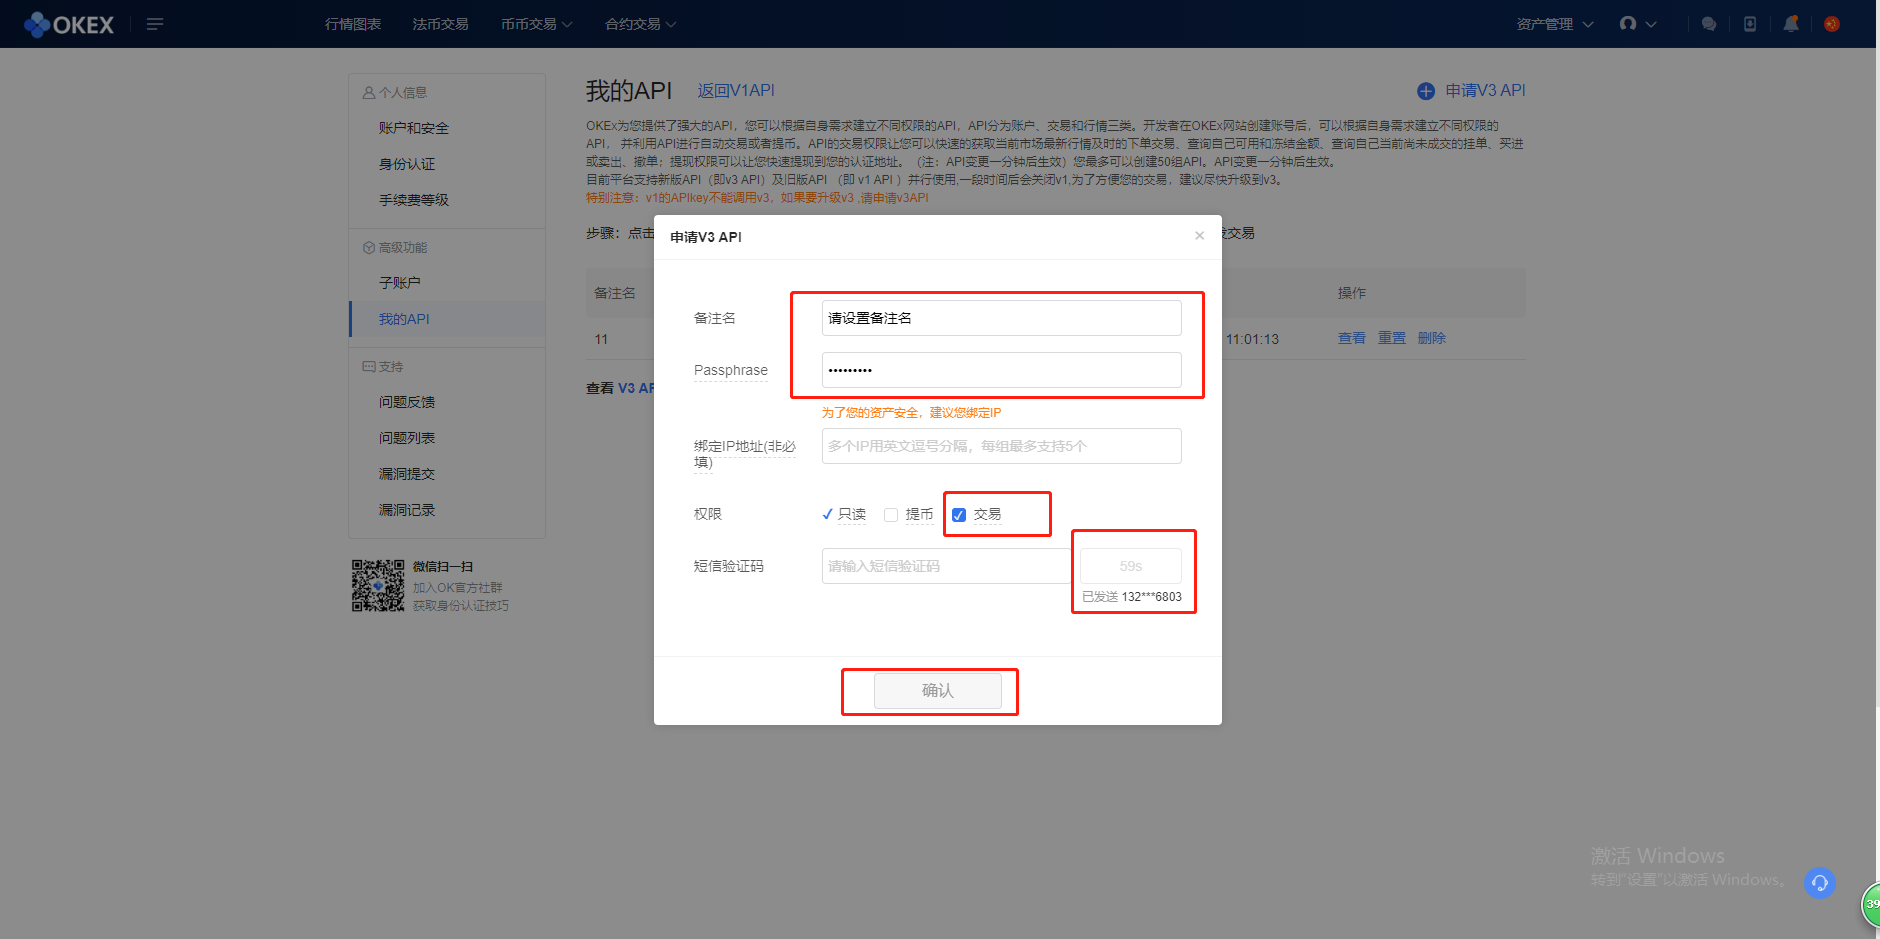 OKEX
行情图表
法币交易
币币交易
合约交易
资产管理
个人信息
账户和安全
身份认证
手续费等级
高级功能
子账户
我的API
支持
问题反馈
问题列表
漏洞提交
漏洞记录
微信扫一扫
加入OK官方社群
获取身份认证技巧
我的API
返回V1API
申请V3 API
OKEx为您提供了强大的API，您可以根据自身需求建立不同权限的API，API分为账户、交易和行情三类。开发者在OKEx网站创建账号后，可以根据自身需求建立不同权限的
API， 并利用API进行自动交易或者提币。API的交易权限让您可以快速的获取当前市场最新行情及时的下单交易、查询自己可用和冻结金额、查询自己当前尚未成交的挂单、买进
或卖出、撤单；提现权限可以让您快速提现到您的认证地址。（注：API变更一分钟后生效）您最多可以创建50组API。API变更一分钟后生效。
目前平台支持新版API（即v3 API）及旧版API （即 v1 API ）并行使用,一段时间后会关闭v1,为了方便您的交易，建议尽快升级到v3。
特别注意：v1的APIkey不能调用v3，如果要升级v3 ,请申请v3API
步骤：点击
交易
备注名
操作
11
11:01:13
查看
重置
删除
查看 V3 AP
申请V3 API
×
备注名
请设置备注名
Passphrase
•••••••••
为了您的资产安全，建议您绑定IP
绑定IP地址(非必
填)
多个IP用英文逗号分隔，每组最多支持5个
权限
只读
提币
交易
短信验证码
请输入短信验证码
59s
已发送 132***6803
确认
激活 Windows
转到"设置"以激活 Windows。
39